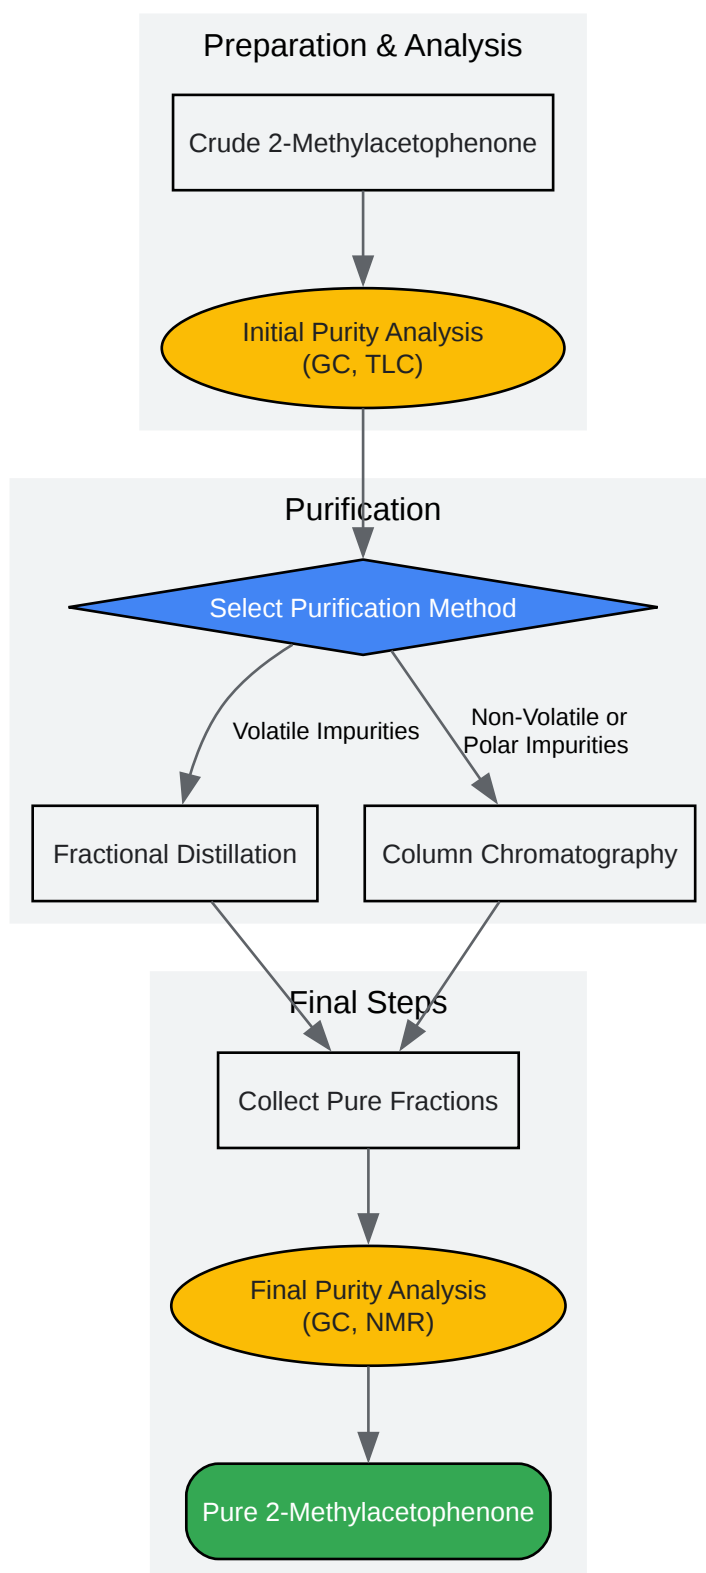 Preparation & Analysis
Crude 2-Methylacetophenone
Initial Purity Analysis
(GC, TLC)
Purification
Select Purification Method
Volatile Impurities
Non-Volatile or
Polar Impurities
Fractional Distillation
Column Chromatography
Final Steps
Collect Pure Fractions
Final Purity Analysis
(GC, NMR)
Pure 2-Methylacetophenone